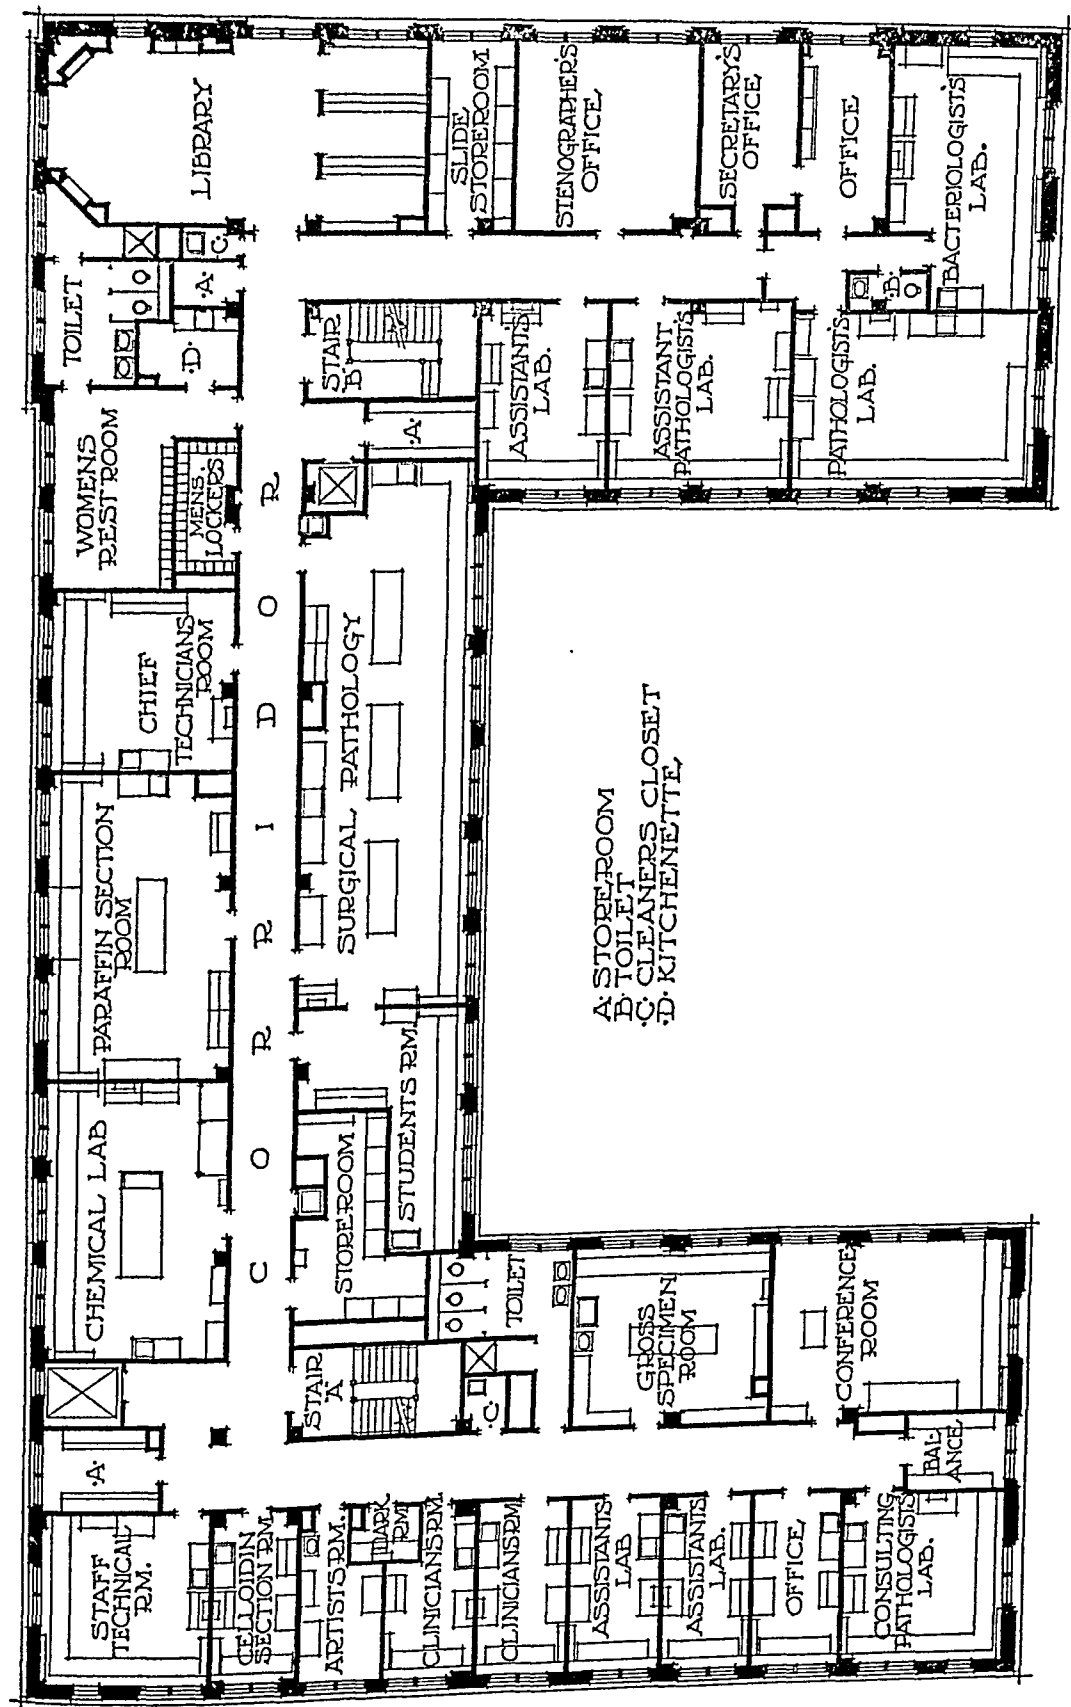 LIBRARY
SLIDE
STOREROOM
STENOGRAPHER'S
OFFICE
SECRETARY'S
OFFICE
OFFICE
BACTERIOLOGISTS
LAB.
TOILET
·C·
·A·
·D·
STAIR
B
·A·
ASSISTANTS
LAB.
ASSISTANT
PATHOLOGISTS
LAB.
PATHOLOGISTS
LAB.
·B·
WOMENS
REST ROOM
MENS.
LOCKERS
CHIEF
TECHNICIANS
ROOM
PARAFFIN SECTION
ROOM
CHEMICAL LAB
CORRIDOR
SURGICAL PATHOLOGY
STUDENTS RM.
STOREROOM
STAIR
A
TOILET
·C·
GROSS
SPECIMEN
ROOM
CONFERENCE
ROOM
BAL-
ANCE
·A·
STAFF
TECHNICAL
RM.
CELLOIDIN
SECTION RM.
ARTISTS RM.
DARK
RM
CLINICIANS RM.
CLINICIANS RM
ASSISTANTS
LAB
ASSISTANTS
LAB.
OFFICE
CONSULTING
PATHOLOGISTS
LAB.
A· STOREROOM
B· TOILET
·C· CLEANERS CLOSET
·D· KITCHENETTE